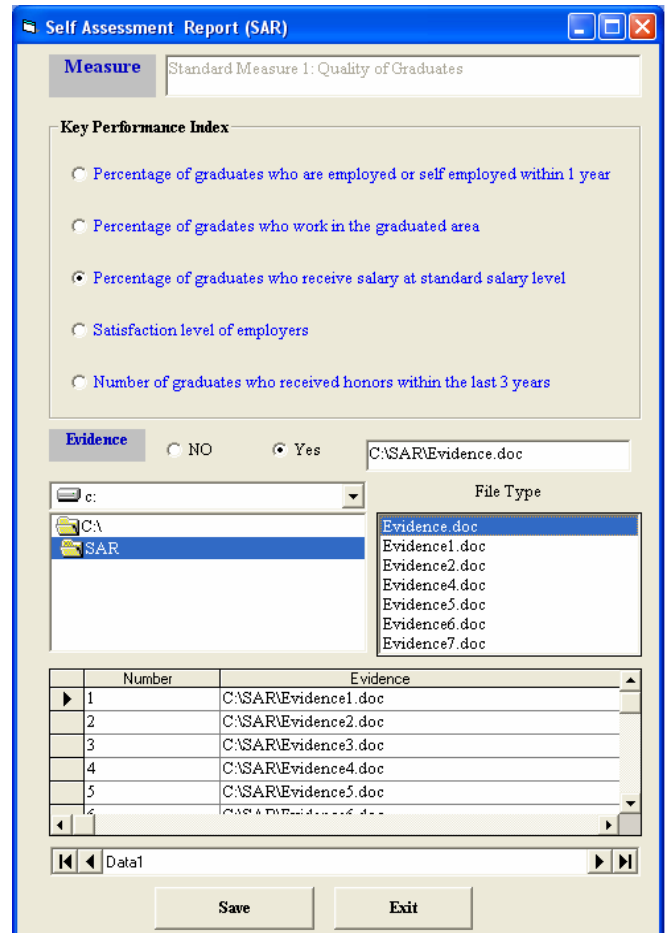 Self Assessment Report (SAR)
Measure
Standard Measure 1: Quality of Graduates
Key Performance Index
Percentage of graduates who are employed or self employed within 1 year
Percentage of gradates who work in the graduated area
Percentage of graduates who receive salary at standard salary level
Satisfaction level of employers
Number of graduates who received honors within the last 3 years
Evidence
NO
Yes
C:\SAR\Evidence.doc
c:
File Type
C:\
SAR
Evidence.doc
Evidence1.doc
Evidence2.doc
Evidence4.doc
Evidence5.doc
Evidence6.doc
Evidence7.doc
Number Evidence
1 C:\SAR\Evidence1.doc
2 C:\SAR\Evidence2.doc
3 C:\SAR\Evidence3.doc
4 C:\SAR\Evidence4.doc
5 C:\SAR\Evidence5.doc
6 C:\SAR\Evidence6.doc
Data1
Save Exit